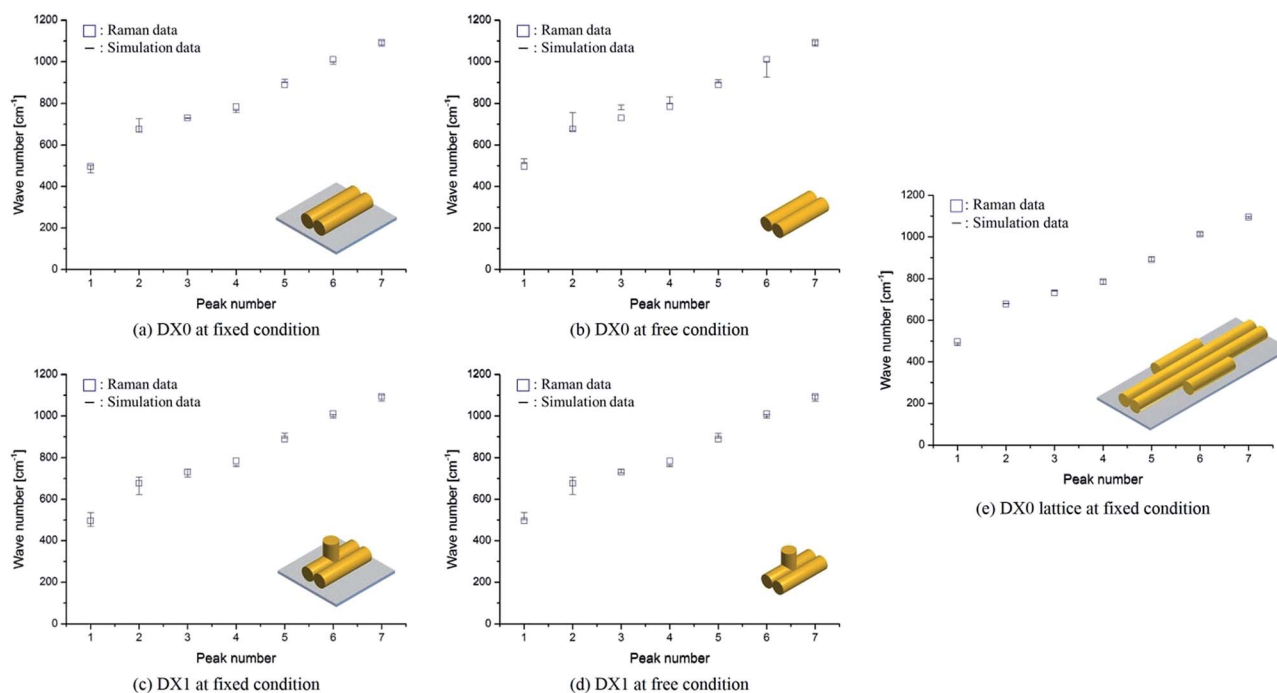 1200
1000
800
600
400
200
0
Wave number [cm⁻¹]
□ : Raman data
— : Simulation data
1 2 3 4 5 6 7
Peak number
(a) DX0 at fixed condition
1200
1000
800
600
400
200
0
Wave number [cm⁻¹]
□ : Raman data
— : Simulation data
1 2 3 4 5 6 7
Peak number
(b) DX0 at free condition
1200
1000
800
600
400
200
0
Wave number [cm⁻¹]
□ : Raman data
— : Simulation data
1 2 3 4 5 6 7
Peak number
(c) DX1 at fixed condition
1200
1000
800
600
400
200
0
Wave number [cm⁻¹]
□ : Raman data
— : Simulation data
1 2 3 4 5 6 7
Peak number
(d) DX1 at free condition
1200
1000
800
600
400
200
0
Wave number [cm⁻¹]
□ : Raman data
— : Simulation data
1 2 3 4 5 6 7
Peak number
(e) DX0 lattice at fixed condition